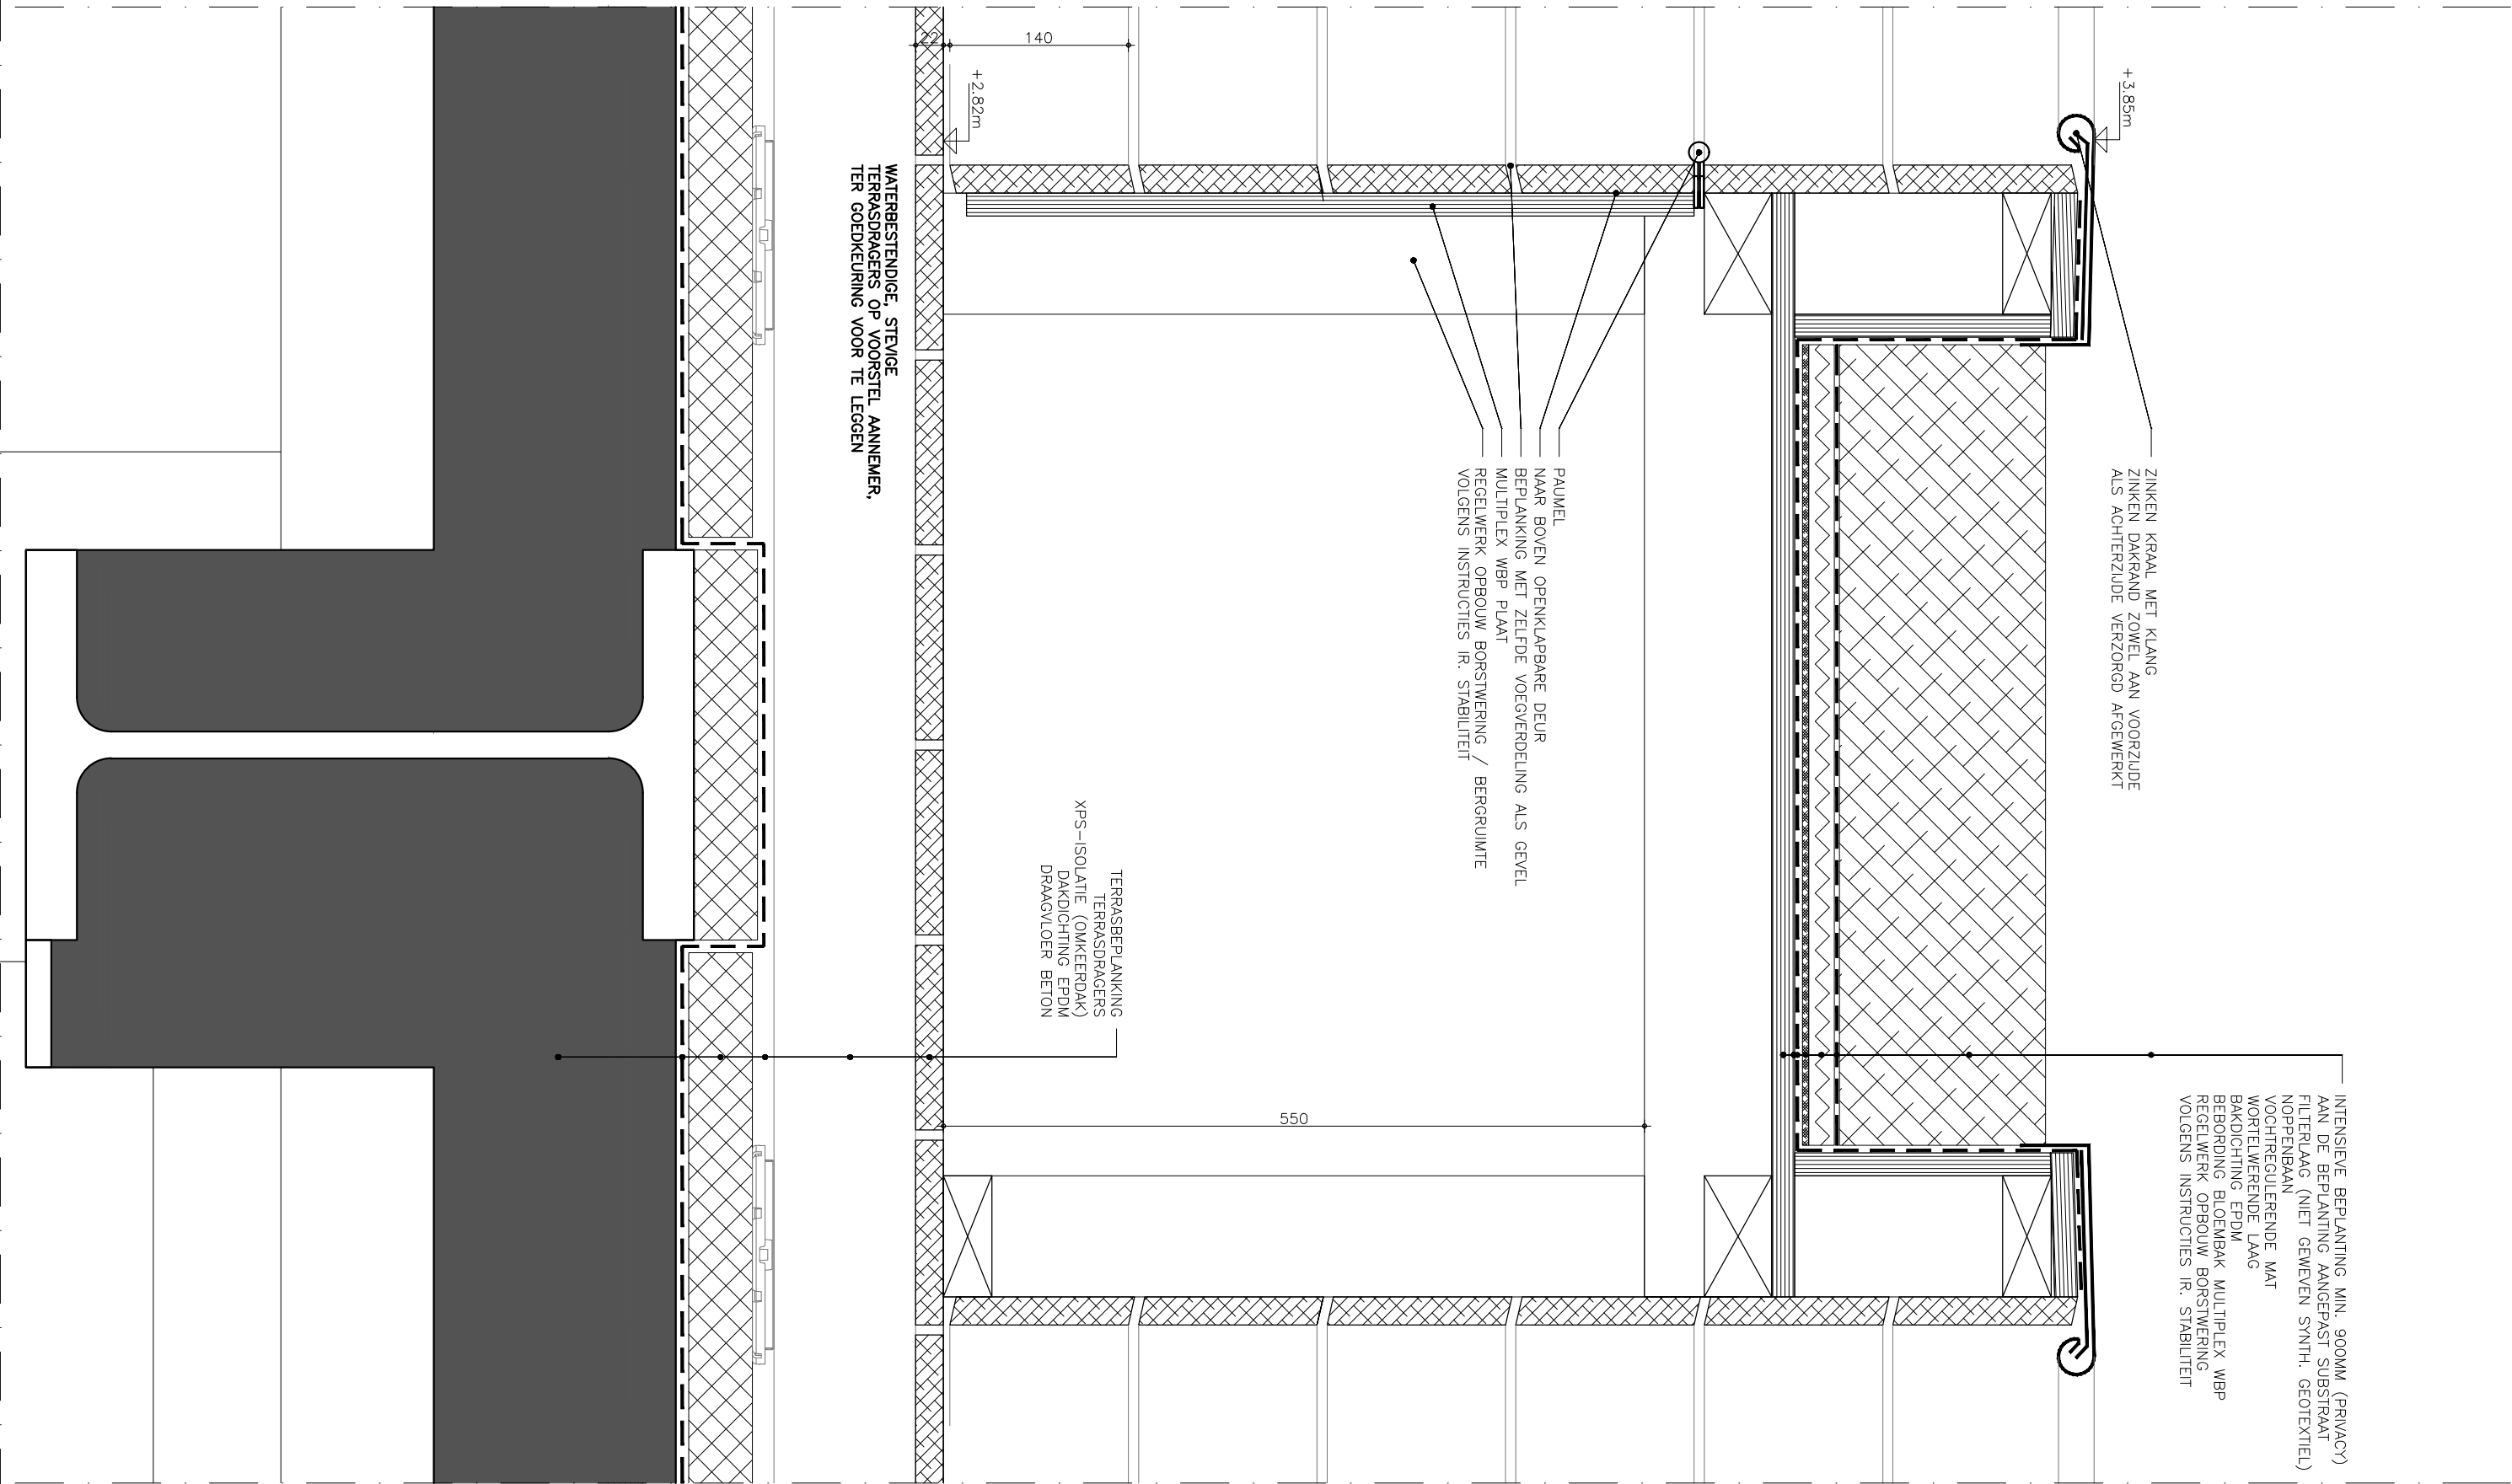 INTENSIEVE BEPLANTING MIN. 900MM (PRIVACY)
AAN DE BEPLANTING AANGEPAST SUBSTRAAT
FILTERLAAG (NIET GEWEVEN SYNTH. GEOTEXTIEL)
NOPPENBAAN
VOCHTREGULERENDE MAT
WORTELWERENDE LAAG
BAKDICHTING EPDM
BEBORDING BLOEMBAK MULTIPLEX WBP
REGELWERK OPBOUW BORSTWERING
VOLGENS INSTRUCTIES IR. STABILITEIT
ZINKEN KRAAL MET KLANG
ZINKEN DAKRAND ZOWEL AAN VOORZIJDE
ALS ACHTERZIJDE VERZORGD AFGEWERKT
+3.85m
PAUMEL
NAAR BOVEN OPENKLAPBARE DEUR
BEPLANKING MET ZELFDE VOEGVERDELING ALS GEVEL
MULTIPLEX WBP PLAAT
REGELWERK OPBOUW BORSTWERING / BERGRUIMTE
VOLGENS INSTRUCTIES IR. STABILITEIT
550
140
22
+2.82m
TERRASBEPLANKING
TERRASDRAGERS
XPS-ISOLATIE (OMKEERDAK)
DAKDICHTING EPDM
DRAAGVLOER BETON
WATERBESTENDIGE, STEVIGE
TERRASDRAGERS OP VOORSTEL AANNEMER,
TER GOEDKEURING VOOR TE LEGGEN